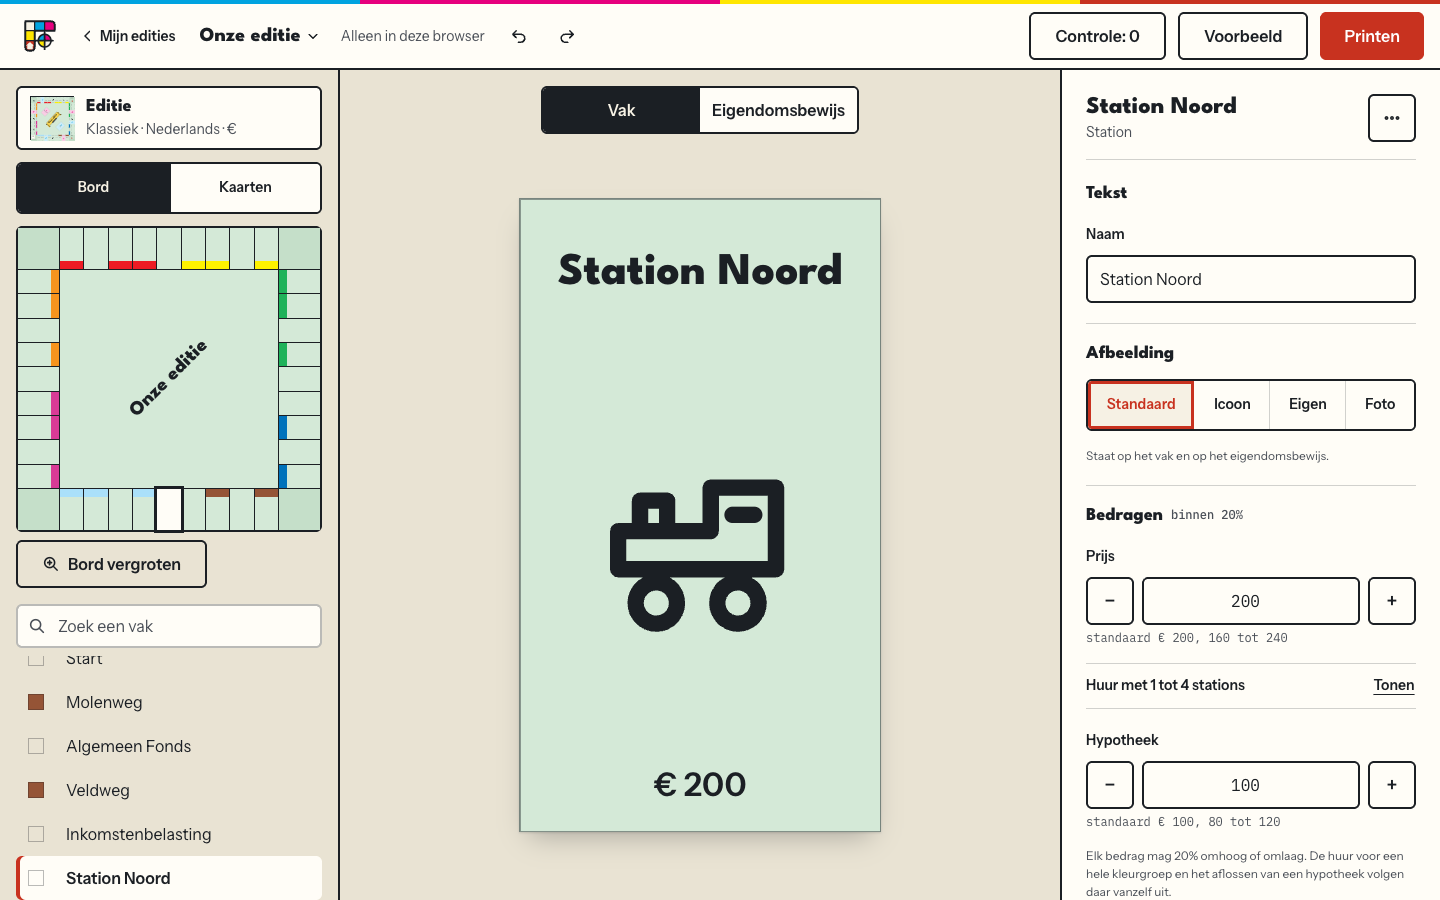 Mijn edities
Onze editie
Alleen in deze browser
Controle: 0
Voorbeeld
Printen
Editie
Klassiek · Nederlands · €
Bord
Kaarten
Onze editie
Bord vergroten
Zoek een vak
Start
Molenweg
Algemeen Fonds
Veldweg
Inkomstenbelasting
Station Noord
Vak
Eigendomsbewijs
Station Noord
€ 200
Station Noord
Station
Tekst
Naam
Station Noord
Afbeelding
Standaard
Icoon
Eigen
Foto
Staat op het vak en op het eigendomsbewijs.
Bedragen binnen 20%
Prijs
− 200 +
standaard € 200, 160 tot 240
Huur met 1 tot 4 stations
Tonen
Hypotheek
− 100 +
standaard € 100, 80 tot 120
Elk bedrag mag 20% omhoog of omlaag. De huur voor een
hele kleurgroep en het aflossen van een hypotheek volgen
daar vanzelf uit.